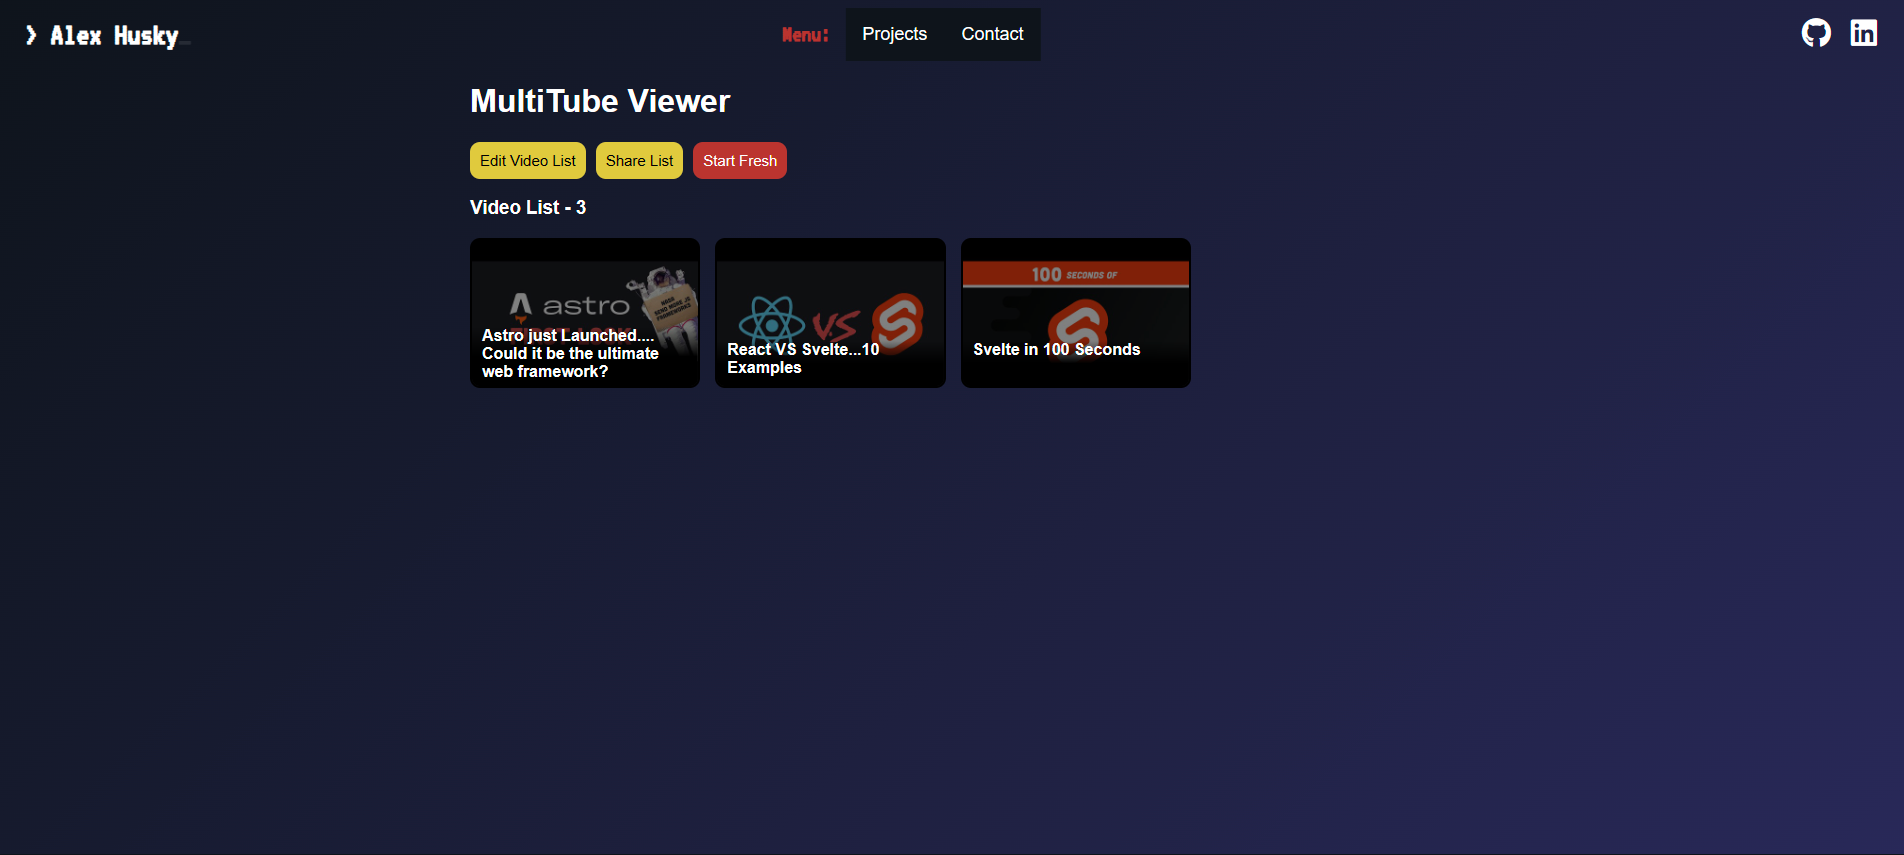 ❯ Alex Husky_
Menu:
Projects
Contact
MultiTube Viewer
Edit Video List
Share List
Start Fresh
Video List - 3
astro
Astro just Launched....
Could it be the ultimate
web framework?
VS
React VS Svelte...10
Examples
100 SECONDS OF
Svelte in 100 Seconds